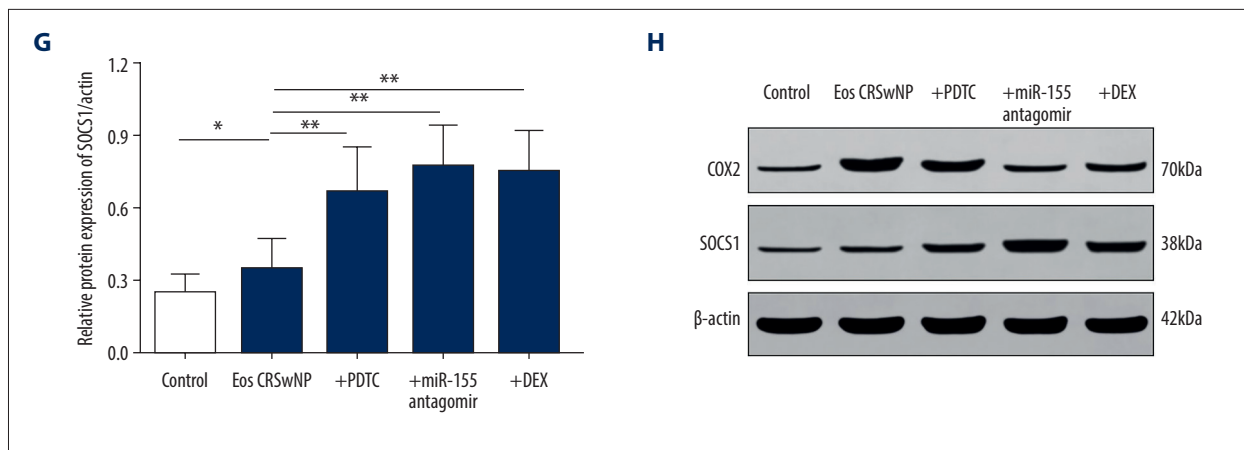 G
Relative protein expression of SOCS1/actin
1.2
0.9
0.6
0.3
0.0
*
**
**
**
Control Eos CRSwNP +PDTC +miR-155 +DEX
antagomir
H
Control Eos CRSwNP +PDTC +miR-155 +DEX
antagomir
COX2 70kDa
SOCS1 38kDa
β-actin 42kDa